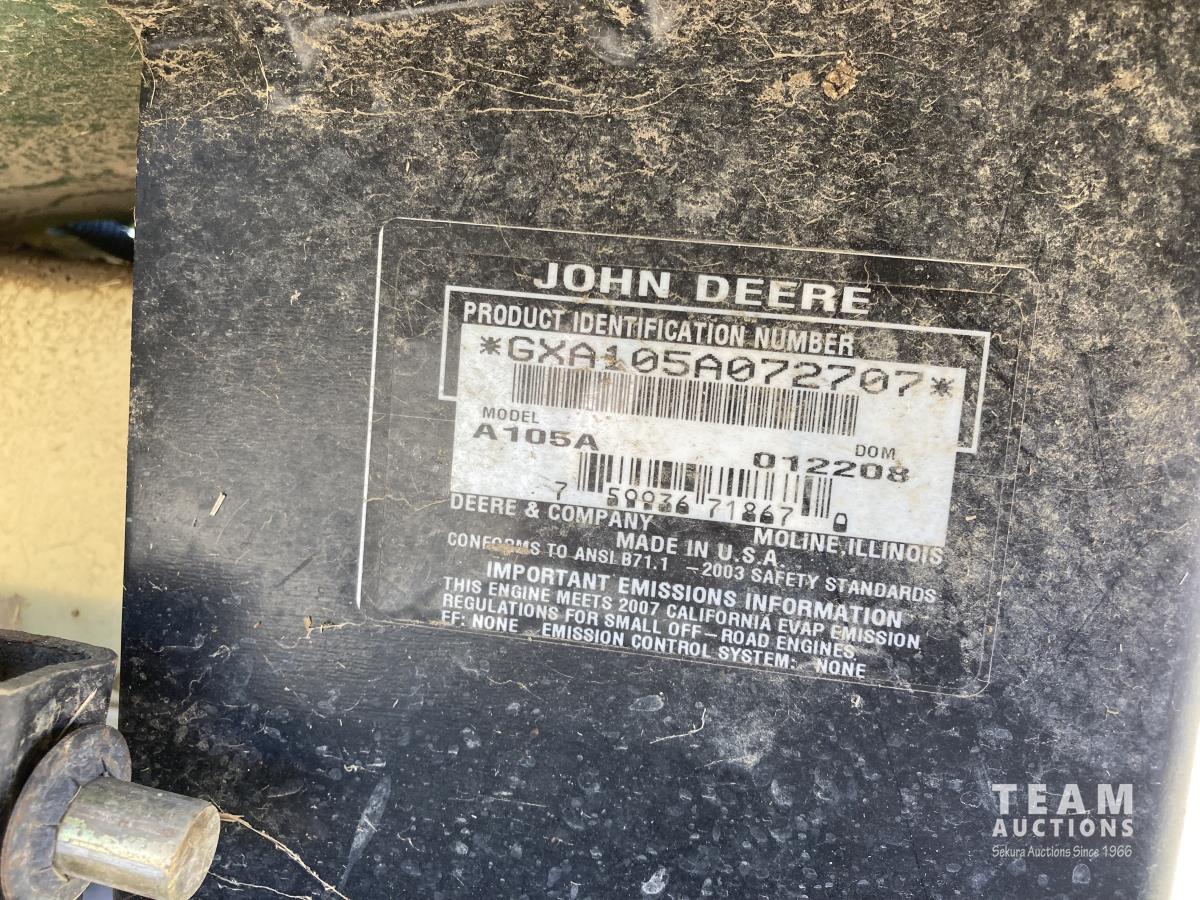 JOHN DEERE
PRODUCT IDENTIFICATION NUMBER
*GXA105A072707*
MODEL
A105A
DOM
012208
7 59936 71867 0
DEERE & COMPANY MOLINE, ILLINOIS
MADE IN U.S.A.
CONFORMS TO ANSI B71.1 - 2003 SAFETY STANDARDS
IMPORTANT EMISSIONS INFORMATION
THIS ENGINE MEETS 2007 CALIFORNIA EVAP EMISSION
REGULATIONS FOR SMALL OFF-ROAD ENGINES
EF: NONE EMISSION CONTROL SYSTEM: NONE
TEAM
AUCTIONS
Sekura Auctions Since 1966